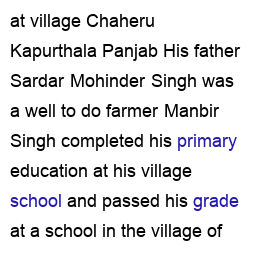 at village Chaheru
Kapurthala Panjab His father
Sardar Mohinder Singh was
a well to do farmer Manbir
Singh completed his primary
education at his village
school and passed his grade
at a school in the village of